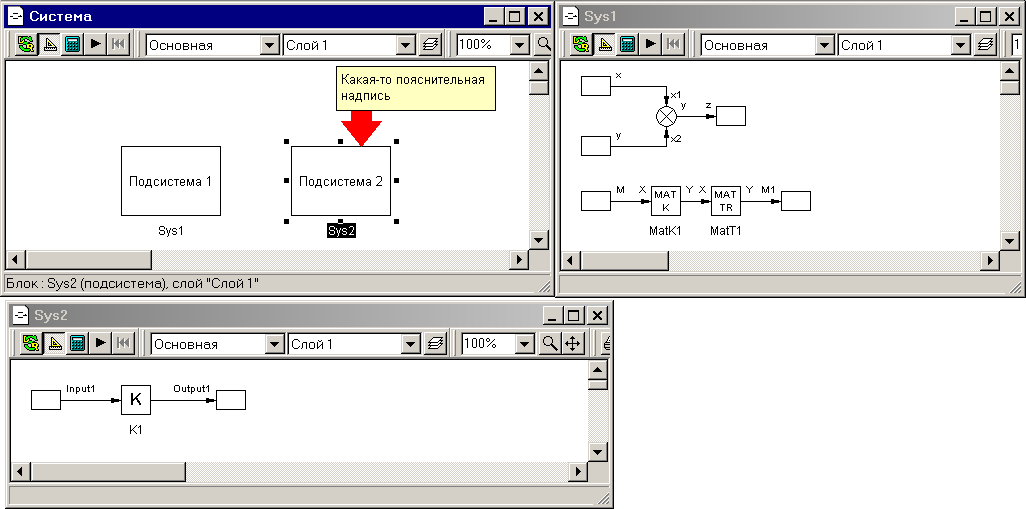 Система
Основная
Слой 1
100%
Какая-то пояснительная
надпись
Подсистема 1
Подсистема 2
Sys1
Sys2
Блок : Sys2 (подсистема), слой "Слой 1"
Sys1
Основная
Слой 1
1
x
x1
y
z
y
x2
M
X
MAT
K
Y
X
MAT
TR
Y
M1
MatK1
MatT1
Sys2
Основная
Слой 1
100%
Input1
K
Output1
K1